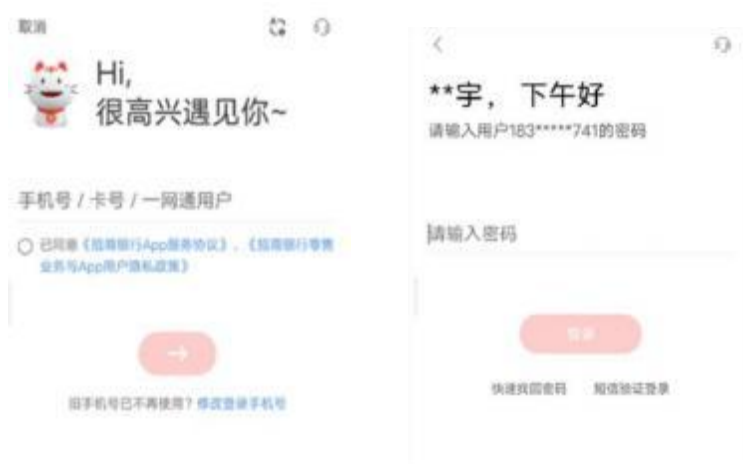 取消
Hi,
很高兴遇见你~
手机号 / 卡号 / 一网通用户
已同意《招商银行App服务协议》、《招商银行零售
业务与App用户隐私政策》
旧手机号已不再使用？修改登录手机号
**宇， 下午好
请输入用户183*****741的密码
请输入密码
登录
快速找回密码 短信验证登录